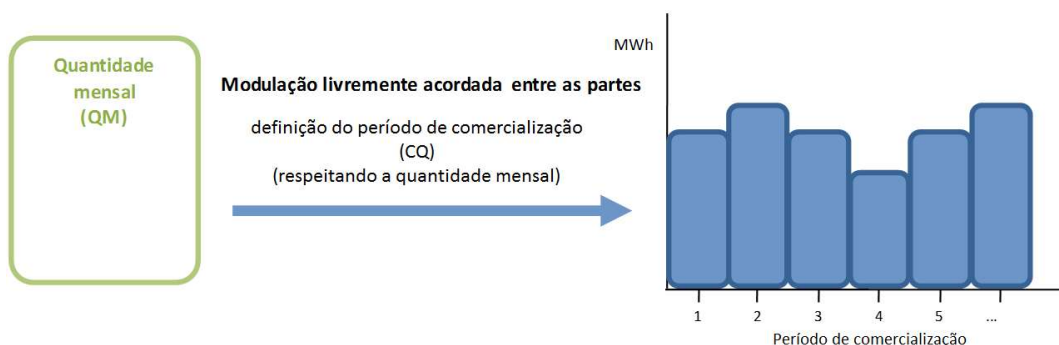 Quantidade
mensal
(QM)
Modulação livremente acordada entre as partes
definição do período de comercialização
(CQ)
(respeitando a quantidade mensal)
MWh
1 2 3 4 5 ...
Período de comercialização